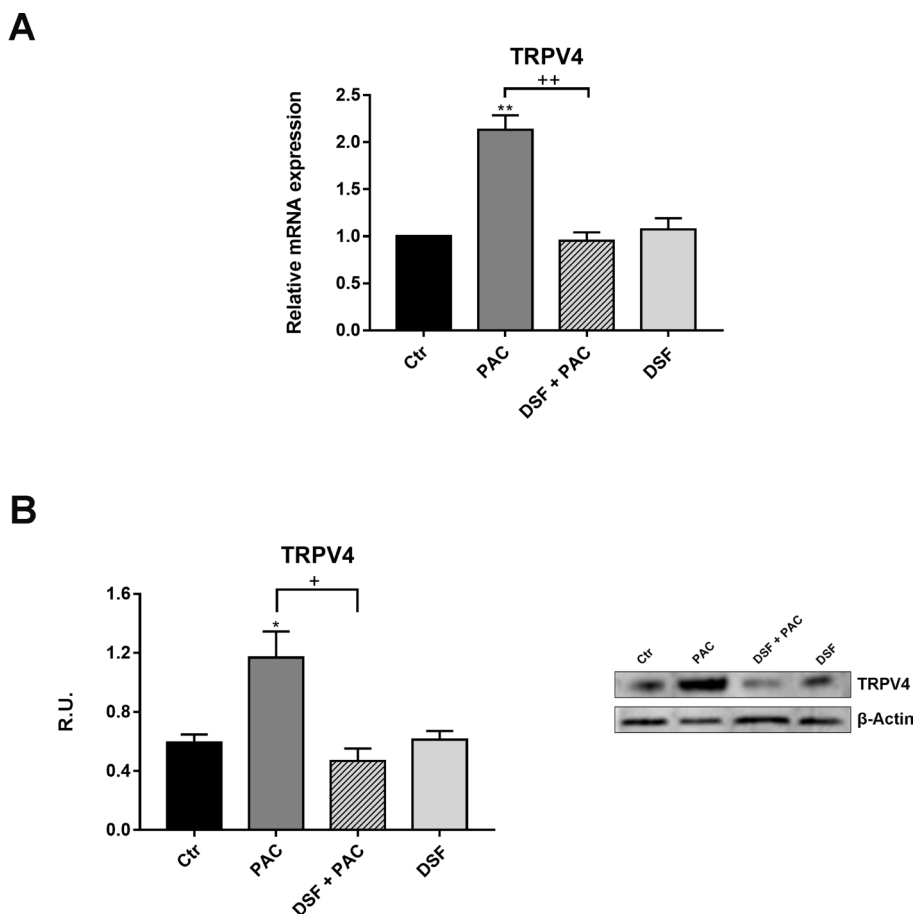 A
TRPV4
++
**
Relative mRNA expression
2.5
2.0
1.5
1.0
0.5
0.0
Ctr
PAC
DSF + PAC
DSF
B
TRPV4
+
*
R.U.
1.6
1.2
0.8
0.4
0.0
Ctr
PAC
DSF + PAC
DSF
Ctr
PAC
DSF + PAC
DSF
TRPV4
β-Actin